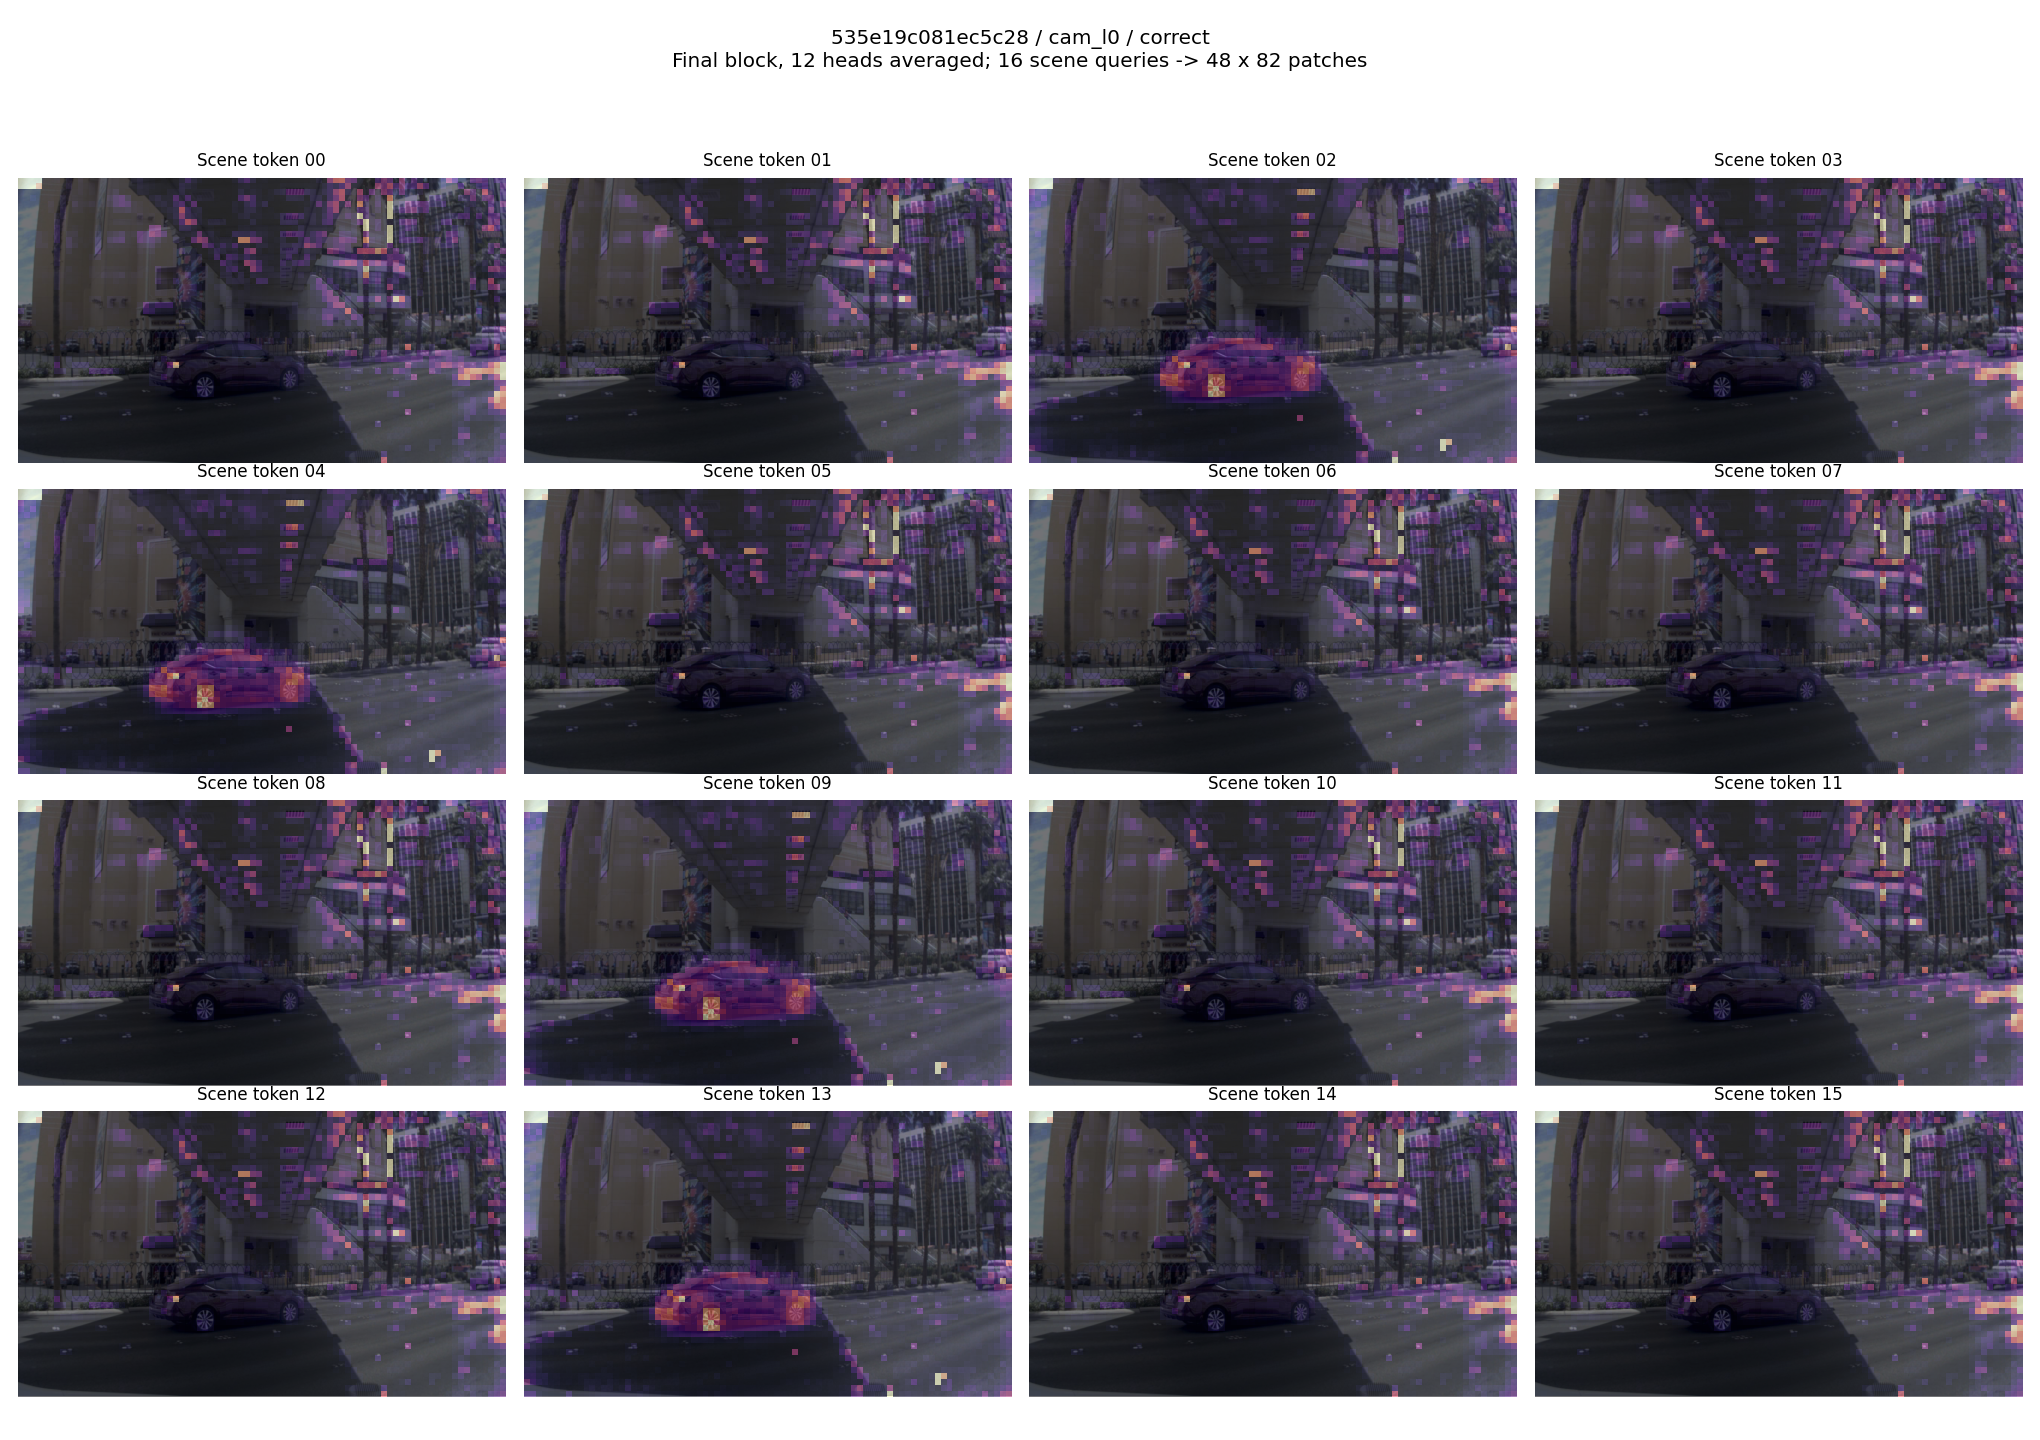 535e19c081ec5c28 / cam_l0 / correct
Final block, 12 heads averaged; 16 scene queries -> 48 x 82 patches
Scene token 00
Scene token 01
Scene token 02
Scene token 03
Scene token 04
Scene token 05
Scene token 06
Scene token 07
Scene token 08
Scene token 09
Scene token 10
Scene token 11
Scene token 12
Scene token 13
Scene token 14
Scene token 15